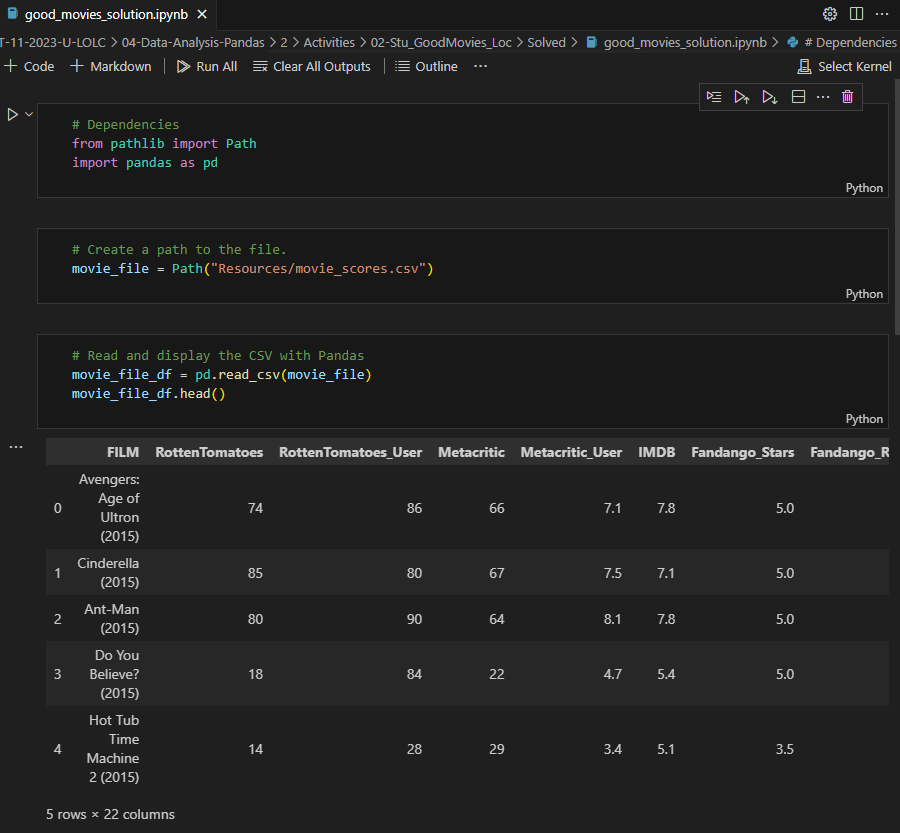 good_movies_solution.ipynb
T-11-2023-U-LOLC > 04-Data-Analysis-Pandas > 2 > Activities > 02-Stu_GoodMovies_Loc > Solved > good_movies_solution.ipynb > # Dependencies
+ Code + Markdown Run All Clear All Outputs Outline ... Select Kernel
# Dependencies
from pathlib import Path
import pandas as pd
Python
# Create a path to the file.
movie_file = Path("Resources/movie_scores.csv")
Python
# Read and display the CSV with Pandas
movie_file_df = pd.read_csv(movie_file)
movie_file_df.head()
Python
FILM RottenTomatoes RottenTomatoes_User Metacritic Metacritic_User IMDB Fandango_Stars Fandango_R
Avengers:
Age of
0 74 86 66 7.1 7.8 5.0
Ultron
(2015)
Cinderella
1 85 80 67 7.5 7.1 5.0
(2015)
Ant-Man
2 80 90 64 8.1 7.8 5.0
(2015)
Do You
3 Believe? 18 84 22 4.7 5.4 5.0
(2015)
Hot Tub
Time
4 14 28 29 3.4 5.1 3.5
Machine
2 (2015)
5 rows × 22 columns